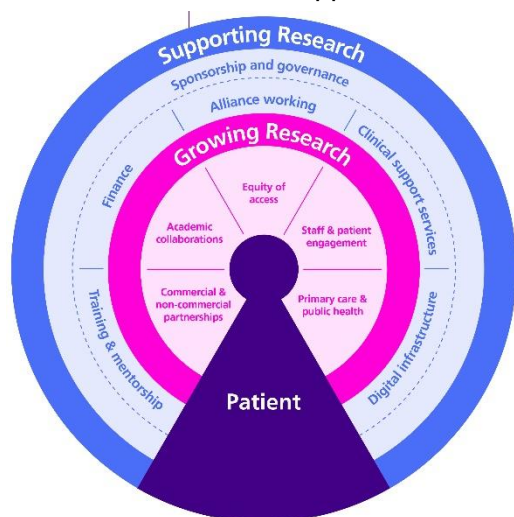 Supporting Research
Sponsorship and governance
Alliance working
Finance
Clinical support services
Training & mentorship
Digital infrastructure
Growing Research
Equity of
access
Academic
collaborations
Staff & patient
engagement
Commercial &
non-commercial
partnerships
Primary care &
public health
Patient